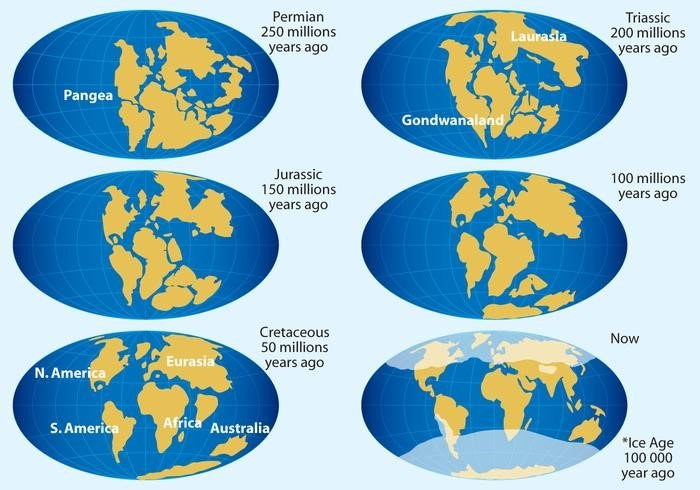 Permian
250 millions
years ago
Pangea
Triassic
200 millions
years ago
Laurasia
Gondwanaland
Jurassic
150 millions
years ago
100 millions
years ago
Cretaceous
50 millions
years ago
N. America
Eurasia
S. America
Africa
Australia
Now
*Ice Age
100 000
year ago